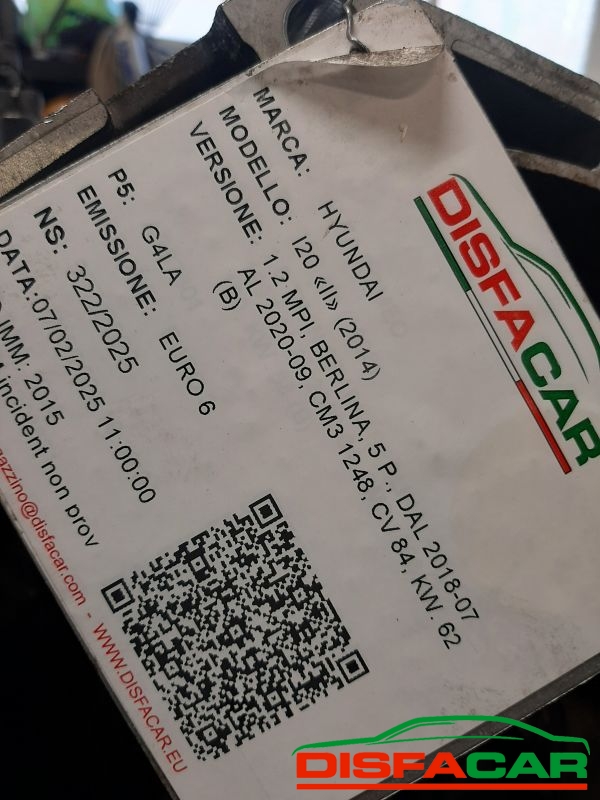 DISFACAR
MARCA: HYUNDAI
MODELLO: I20 «II» (2014)
VERSIONE: 1.2 MPI, BERLINA, 5 P., DAL 2018-07
AL 2020-09, CM3 1248, CV 84, KW. 62
(B)
P5: G4LA
EMISSIONE: EURO 6
NS: 322/2025
DATA:07/02/2025 11:00:00
IMM: 2015
incident non prov
@disfacar.com - WWW.DISFACAR.EU
DISFACAR